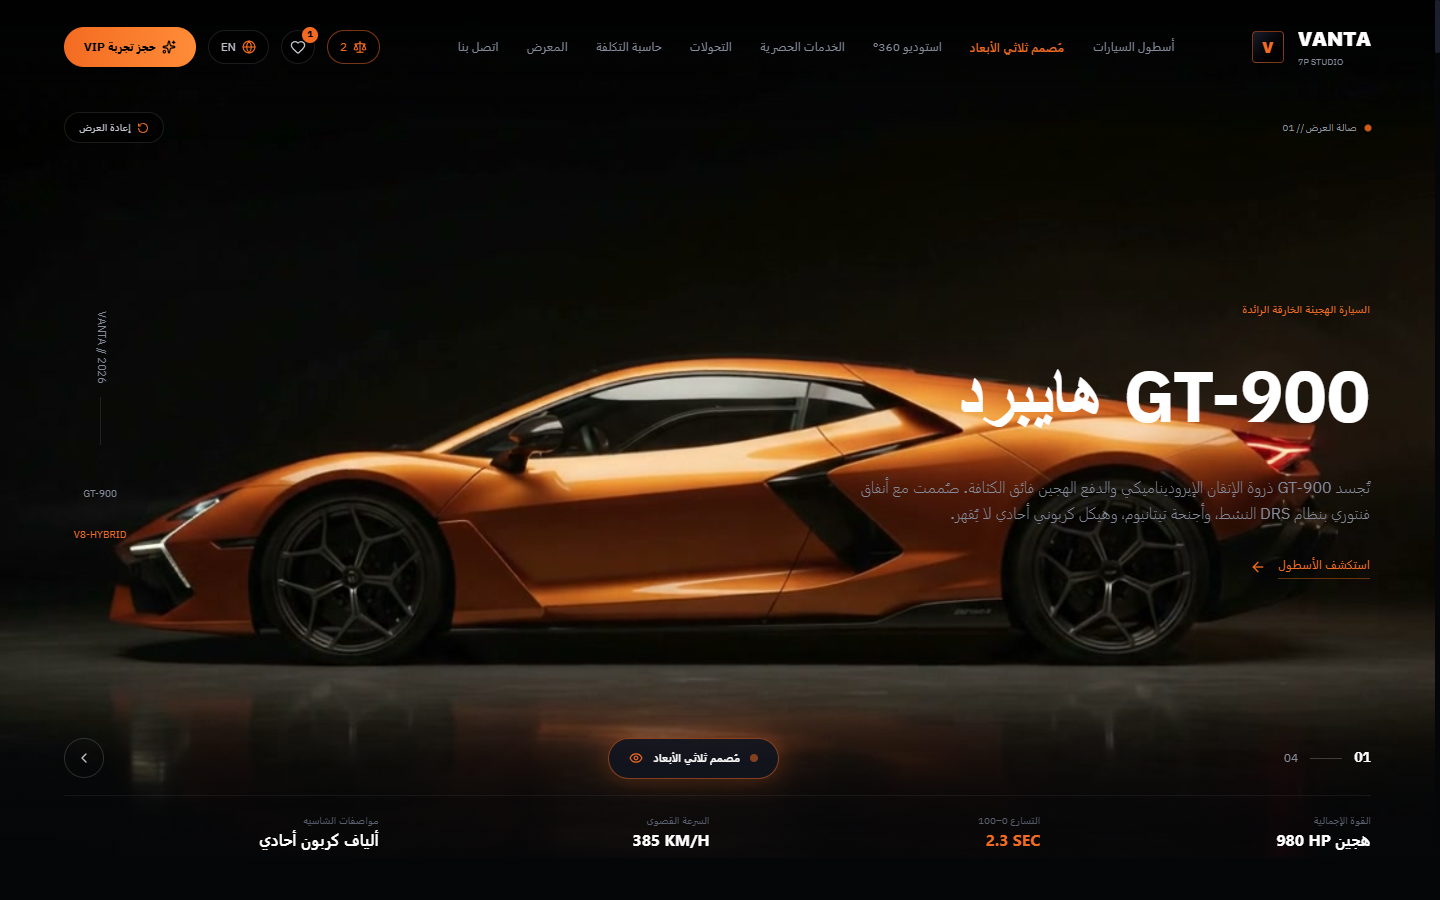 VANTA
7P STUDIO
V
أسطول السيارات
مُصمم ثلاثي الأبعاد
استوديو 360°
الخدمات الحصرية
التحولات
حاسبة التكلفة
المعرض
اتصل بنا
2
1
EN
حجز تجربة VIP
صالة العرض // 01
إعادة العرض
السيارة الهجينة الخارقة الرائدة
GT-900 هايبرد
تُجسد GT-900 ذروة الإتقان الإيروديناميكي والدفع الهجين فائق الكثافة. صُممت مع أنفاق
فنتوري بنظام DRS النشط، وأجنحة تيتانيوم، وهيكل كربوني أحادي لا يُقهر.
استكشف الأسطول
VANTA // 2026
GT-900
V8-HYBRID
01
04
مُصمم ثلاثي الأبعاد
القوة الإجمالية
980 HP هجين
التسارع 0–100
2.3 SEC
السرعة القصوى
385 KM/H
مواصفات الشاسيه
ألياف كربون أحادي